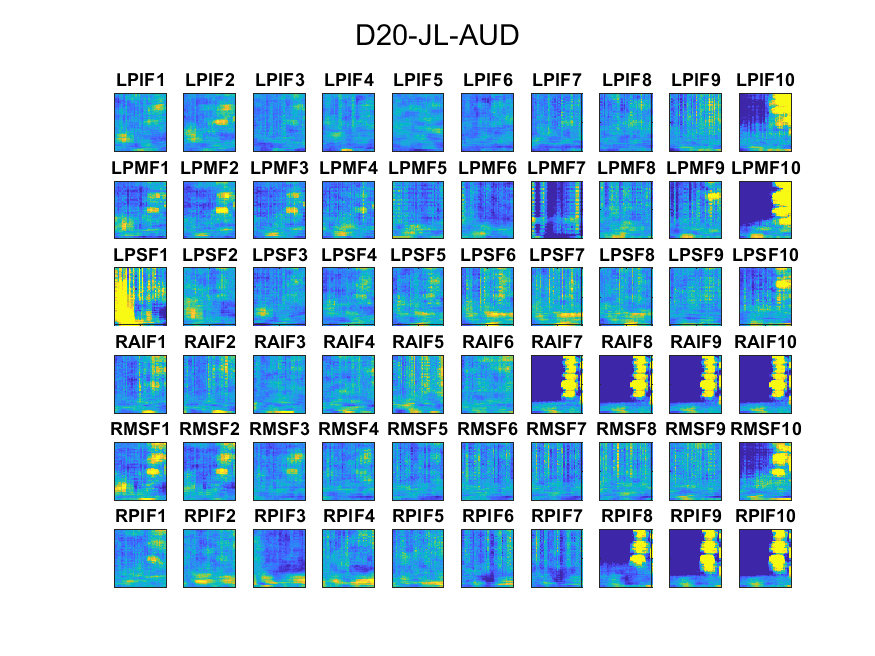 D20-JL-AUD
LPIF1 LPIF2 LPIF3 LPIF4 LPIF5 LPIF6 LPIF7 LPIF8 LPIF9 LPIF10
LPMF1 LPMF2 LPMF3 LPMF4 LPMF5 LPMF6 LPMF7 LPMF8 LPMF9 LPMF10
LPSF1 LPSF2 LPSF3 LPSF4 LPSF5 LPSF6 LPSF7 LPSF8 LPSF9 LPSF10
RAIF1 RAIF2 RAIF3 RAIF4 RAIF5 RAIF6 RAIF7 RAIF8 RAIF9 RAIF10
RMSF1 RMSF2 RMSF3 RMSF4 RMSF5 RMSF6 RMSF7 RMSF8 RMSF9 RMSF10
RPIF1 RPIF2 RPIF3 RPIF4 RPIF5 RPIF6 RPIF7 RPIF8 RPIF9 RPIF10